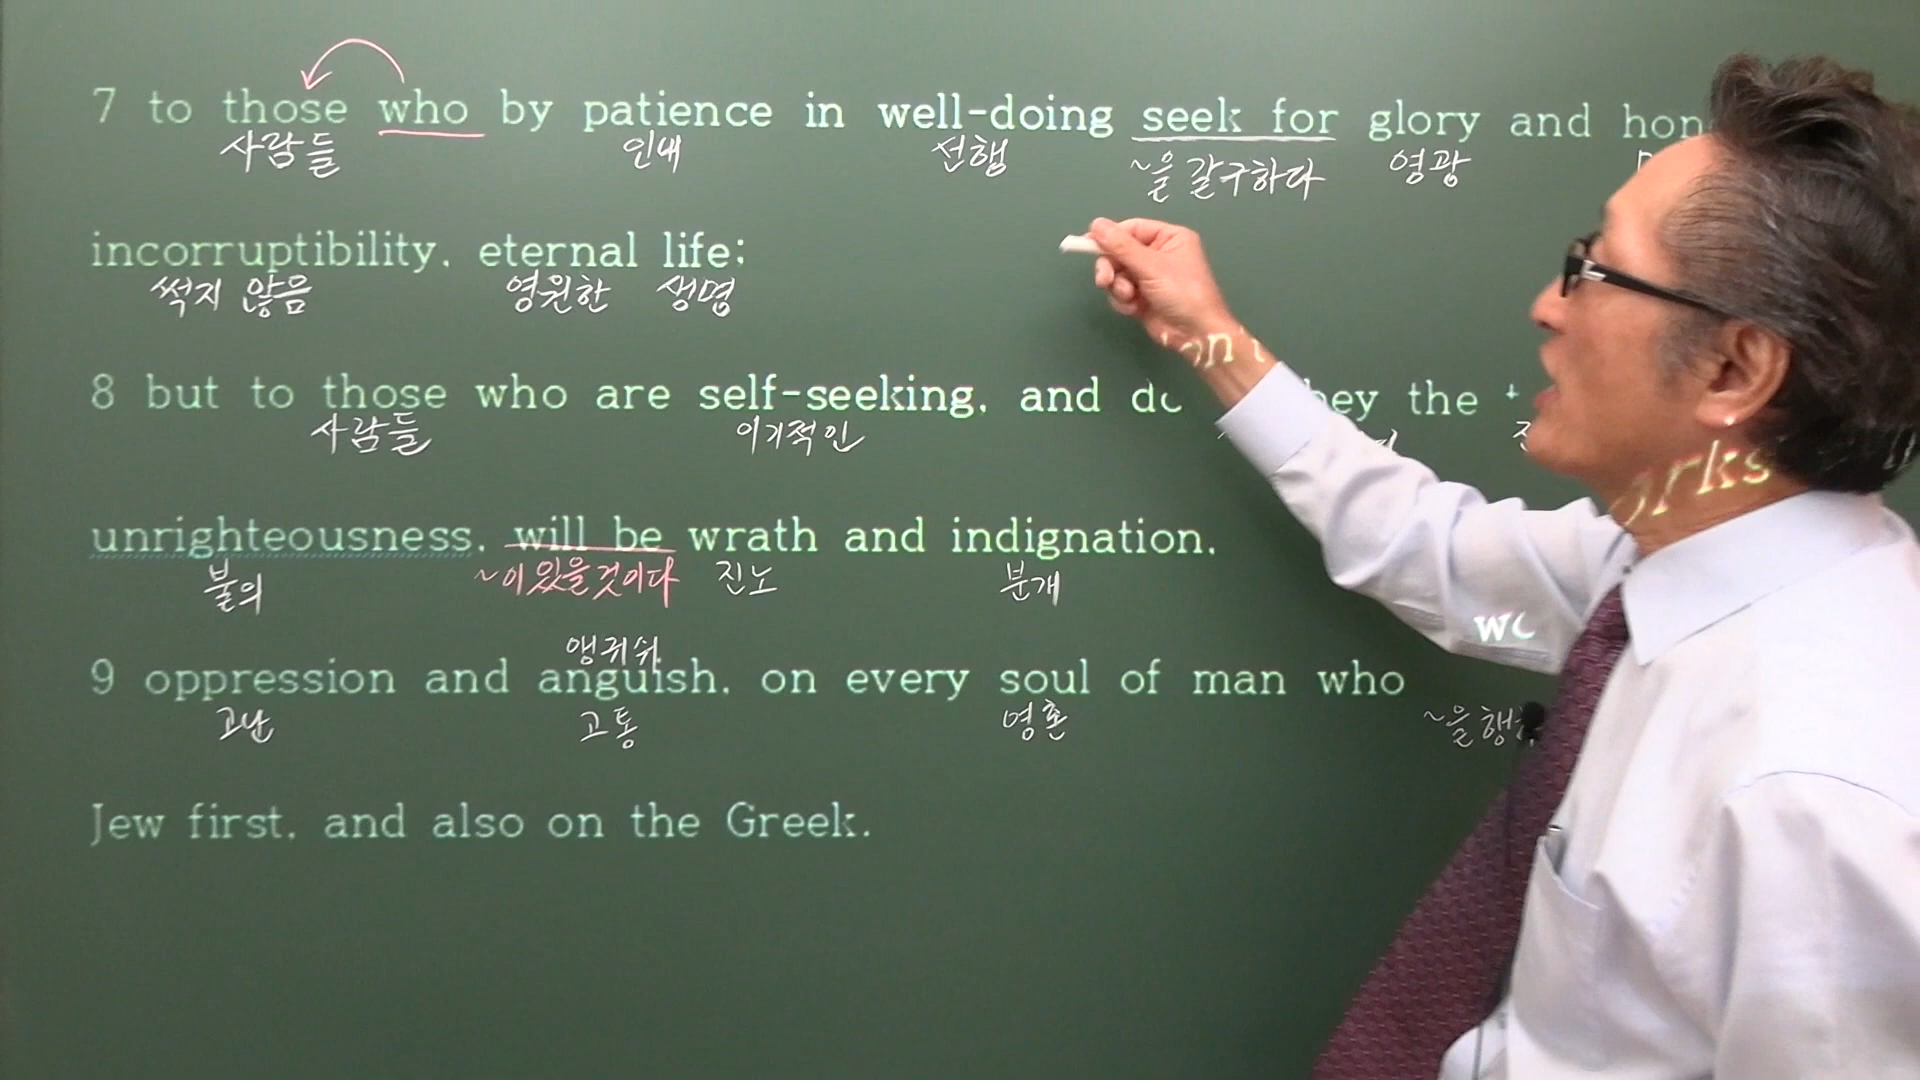 7 to those who by patience in well-doing seek for glory and hon
사람들 인내 선행 ~을 갈구하다 영광
incorruptibility, eternal life;
썩지 않음 영원한 생명
8 but to those who are self-seeking, and do bey the
사람들 이기적인
unrighteousness, will be wrath and indignation,
불의 ~이 있을것이다 진노 분개
앵귀쉬
9 oppression and anguish, on every soul of man who
고난 고통 영혼 ~을 행
Jew first, and also on the Greek.
orks